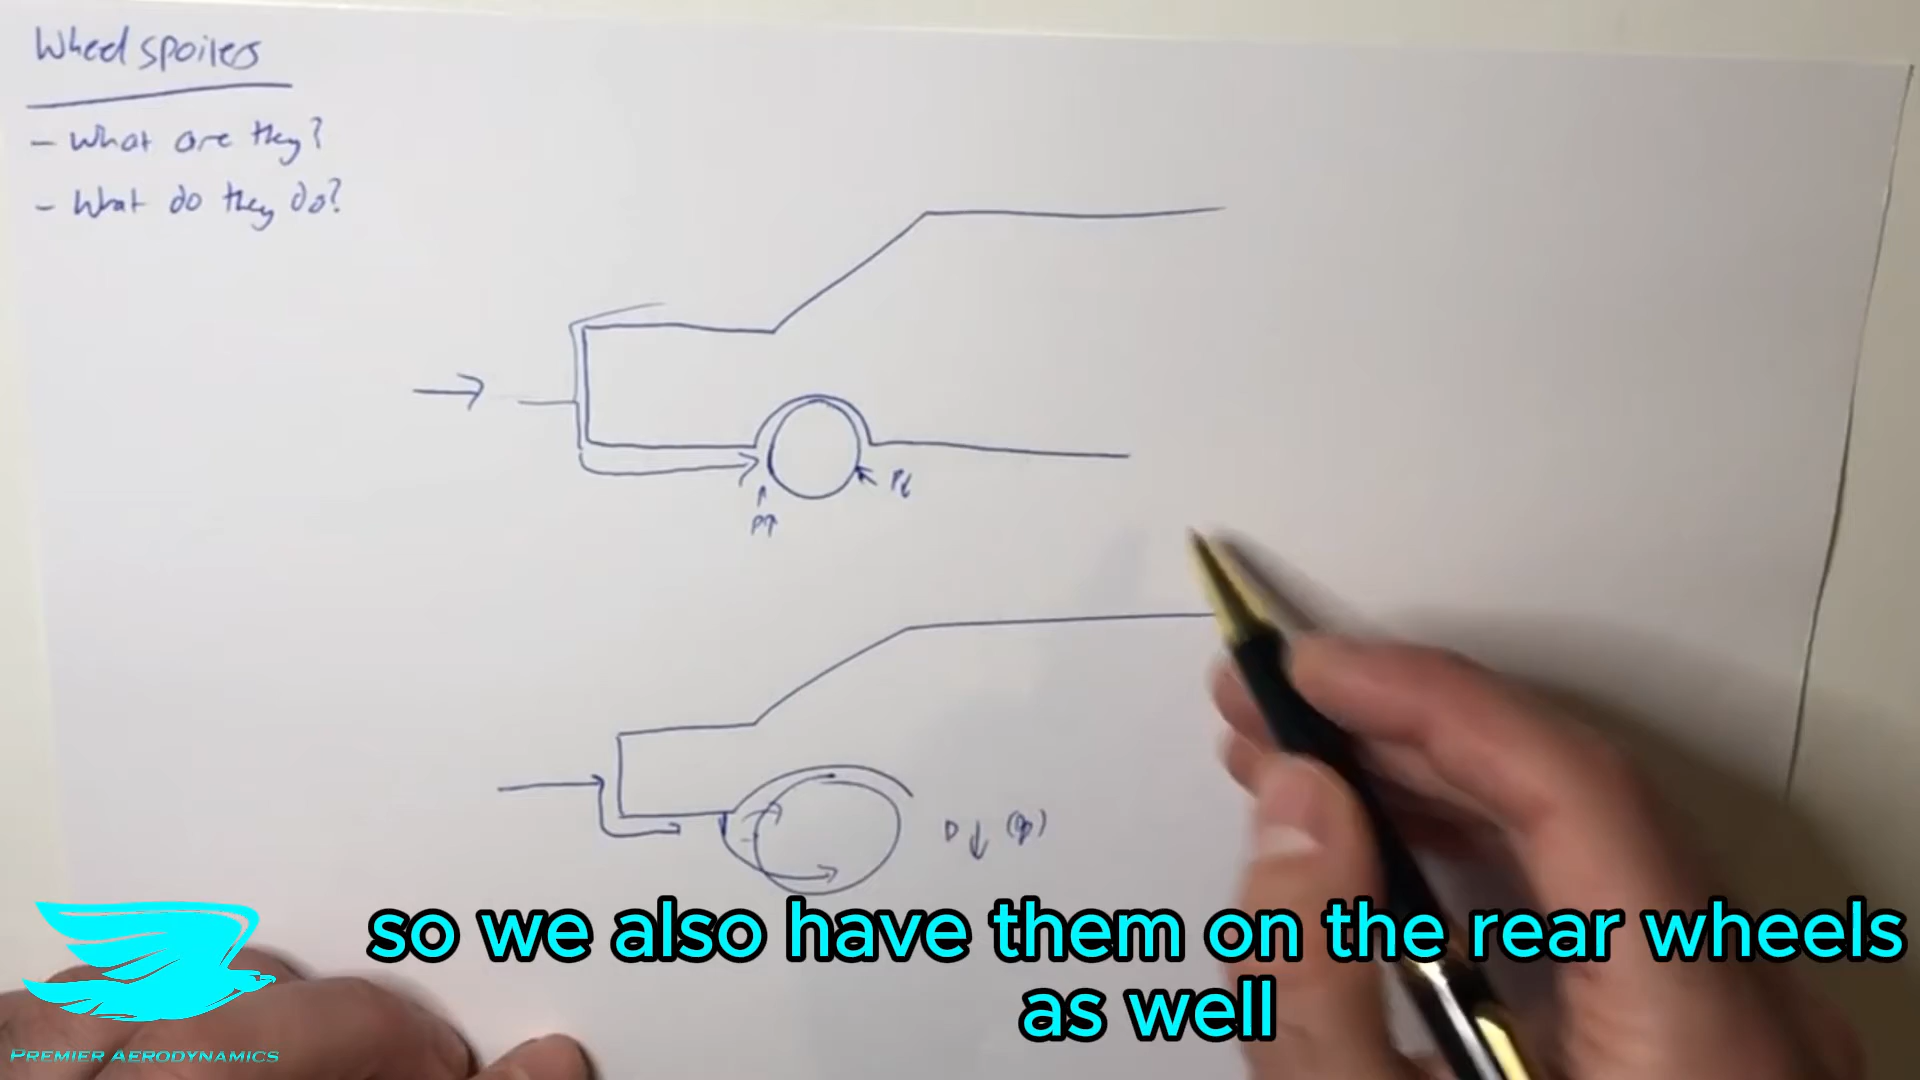 Wheel spoilers
- What are they?
- What do they do?
P↓
P↑
D ↓ (φ)
so we also have them on the rear wheels
as well
PREMIER AERODYNAMICS